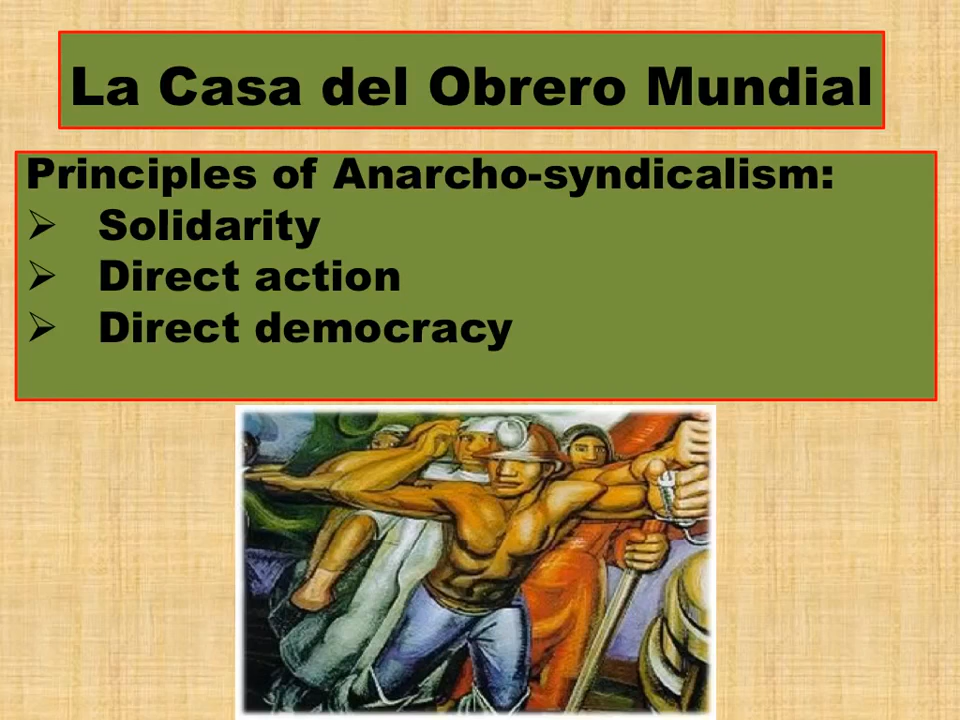 La Casa del Obrero Mundial
Principles of Anarcho-syndicalism:
➢ Solidarity
➢ Direct action
➢ Direct democracy